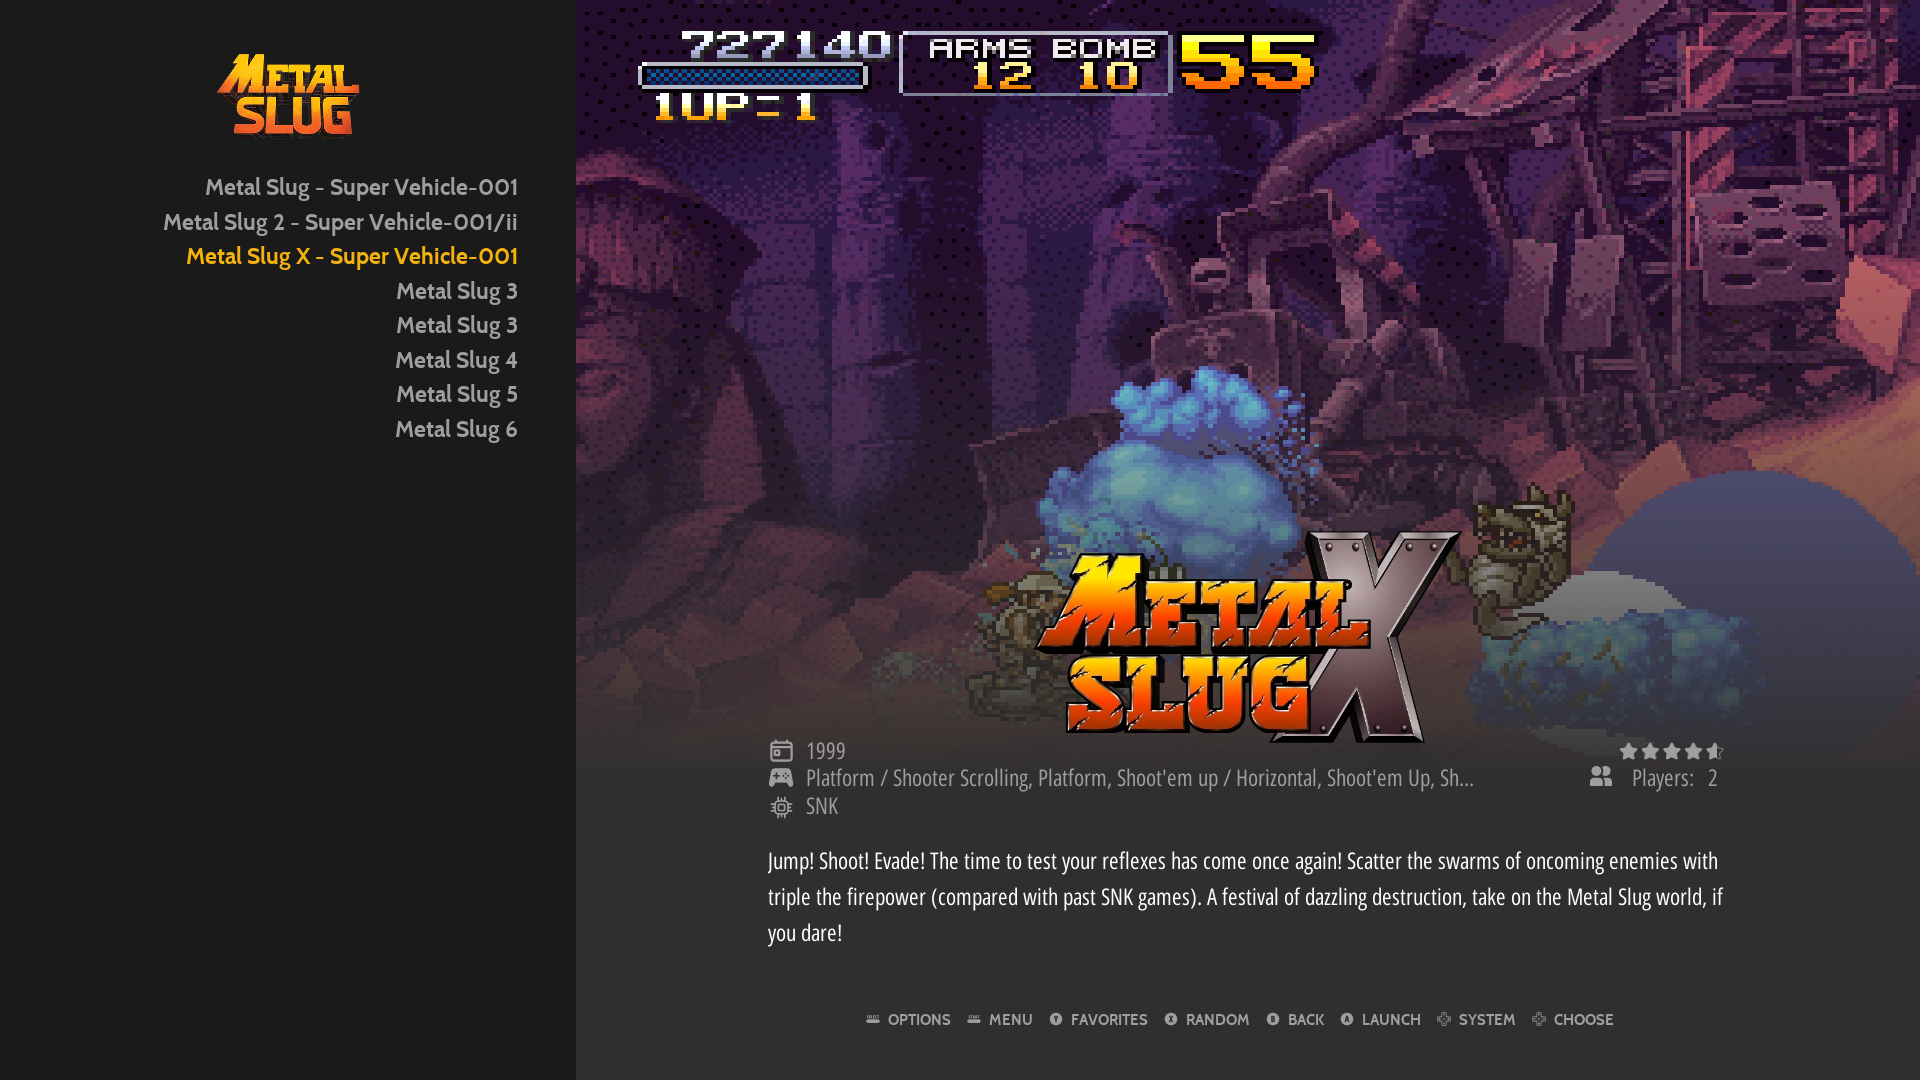 METAL
SLUG
Metal Slug - Super Vehicle-001
Metal Slug 2 - Super Vehicle-001/ii
Metal Slug X - Super Vehicle-001
Metal Slug 3
Metal Slug 3
Metal Slug 4
Metal Slug 5
Metal Slug 6
727140
ARMS BOMB
12 10
55
1UP=1
METAL
SLUG X
1999
Platform / Shooter Scrolling, Platform, Shoot'em up / Horizontal, Shoot'em Up, Sh...
Players: 2
SNK
Jump! Shoot! Evade! The time to test your reflexes has come once again! Scatter the swarms of oncoming enemies with
triple the firepower (compared with past SNK games). A festival of dazzling destruction, take on the Metal Slug world, if
you dare!
SELECT OPTIONS START MENU Y FAVORITES X RANDOM B BACK A LAUNCH SYSTEM CHOOSE